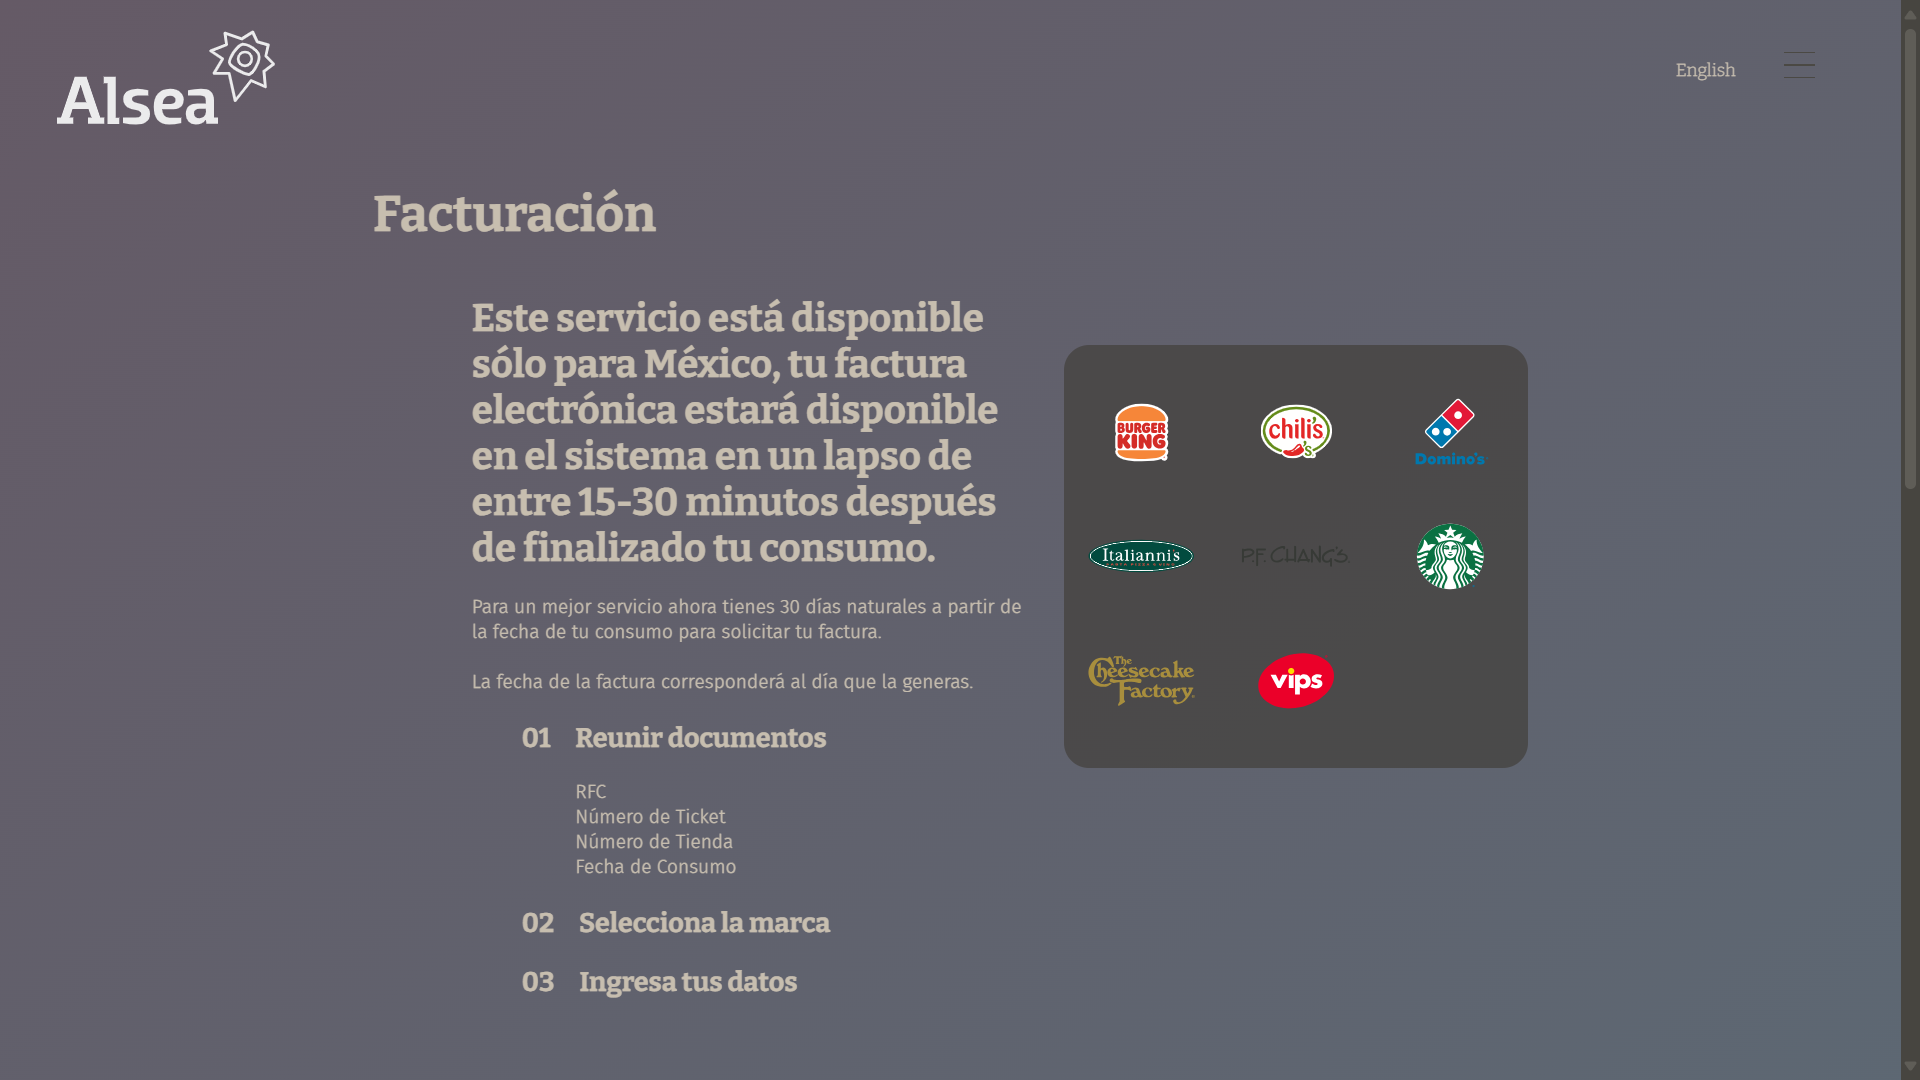 Alsea
English
Facturación
Este servicio está disponible
sólo para México, tu factura
electrónica estará disponible
en el sistema en un lapso de
entre 15-30 minutos después
de finalizado tu consumo.
Para un mejor servicio ahora tienes 30 días naturales a partir de
la fecha de tu consumo para solicitar tu factura.
La fecha de la factura corresponderá al día que la generas.
01 Reunir documentos
RFC
Número de Ticket
Número de Tienda
Fecha de Consumo
02 Selecciona la marca
03 Ingresa tus datos
BURGER
KING
chili's
Domino's
Italiannis
P.F. CHANG'S
The
Cheesecake
Factory
vips